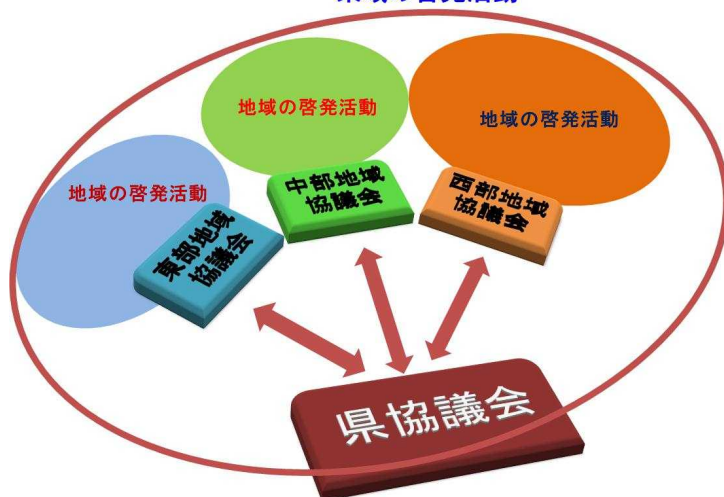 地域の啓発活動
地域の啓発活動
地域の啓発活動
中部地域
協議会
西部地域
協議会
東部地域
協議会
県協議会